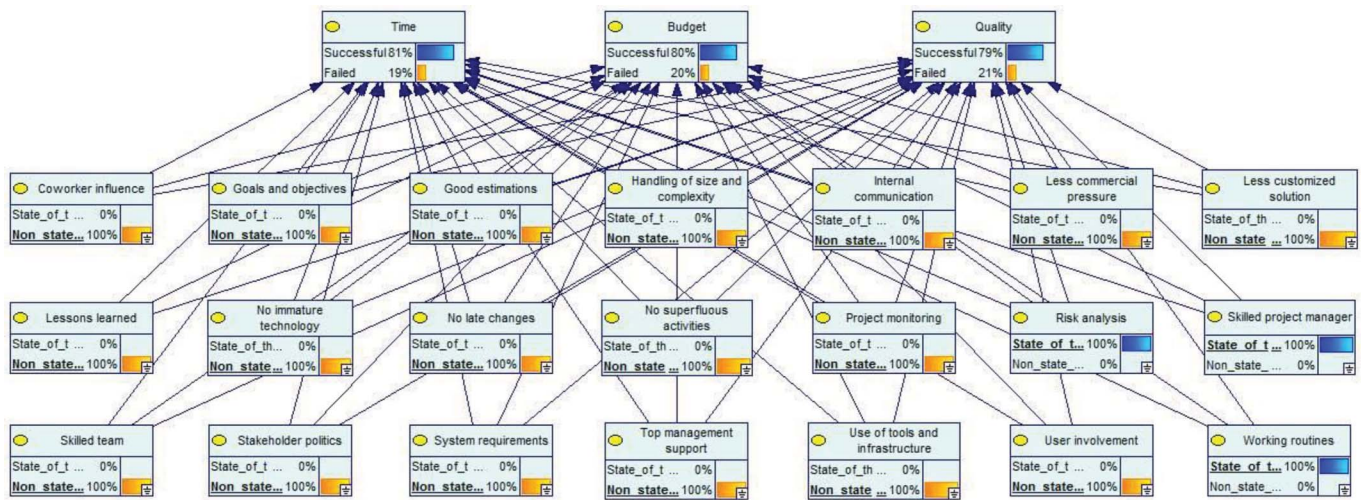 Time
Successful 81%
Failed 19%
Budget
Successful 80%
Failed 20%
Quality
Successful 79%
Failed 21%
Coworker influence
State_of_t ... 0%
Non_state... 100%
Goals and objectives
State_of_t ... 0%
Non_state... 100%
Good estimations
State_of_t ... 0%
Non_state... 100%
Handling of size and
complexity
State_of_t ... 0%
Non_state... 100%
Internal
communication
State_of_t ... 0%
Non_state... 100%
Less commercial
pressure
State_of_t ... 0%
Non_state... 100%
Less customized
solution
State_of_th ... 0%
Non_state ... 100%
Lessons learned
State_of_t ... 0%
Non_state... 100%
No immature
technology
State_of_th... 0%
Non_state ... 100%
No late changes
State_of_t ... 0%
Non_state... 100%
No superfluous
activities
State_of_th ... 0%
Non_state ... 100%
Project monitoring
State_of_t ... 0%
Non_state... 100%
Risk analysis
State_of_t... 100%
Non_state_... 0%
Skilled project manager
State_of_t ... 100%
Non_state_ ... 0%
Skilled team
State_of_t ... 0%
Non_state... 100%
Stakeholder politics
State_of_t ... 0%
Non_state... 100%
System requirements
State_of_t ... 0%
Non_state... 100%
Top management
support
State_of_t ... 0%
Non_state... 100%
Use of tools and
infrastructure
State_of_th ... 0%
Non_state ... 100%
User involvement
State_of_t ... 0%
Non_state... 100%
Working routines
State_of_t... 100%
Non_state_... 0%